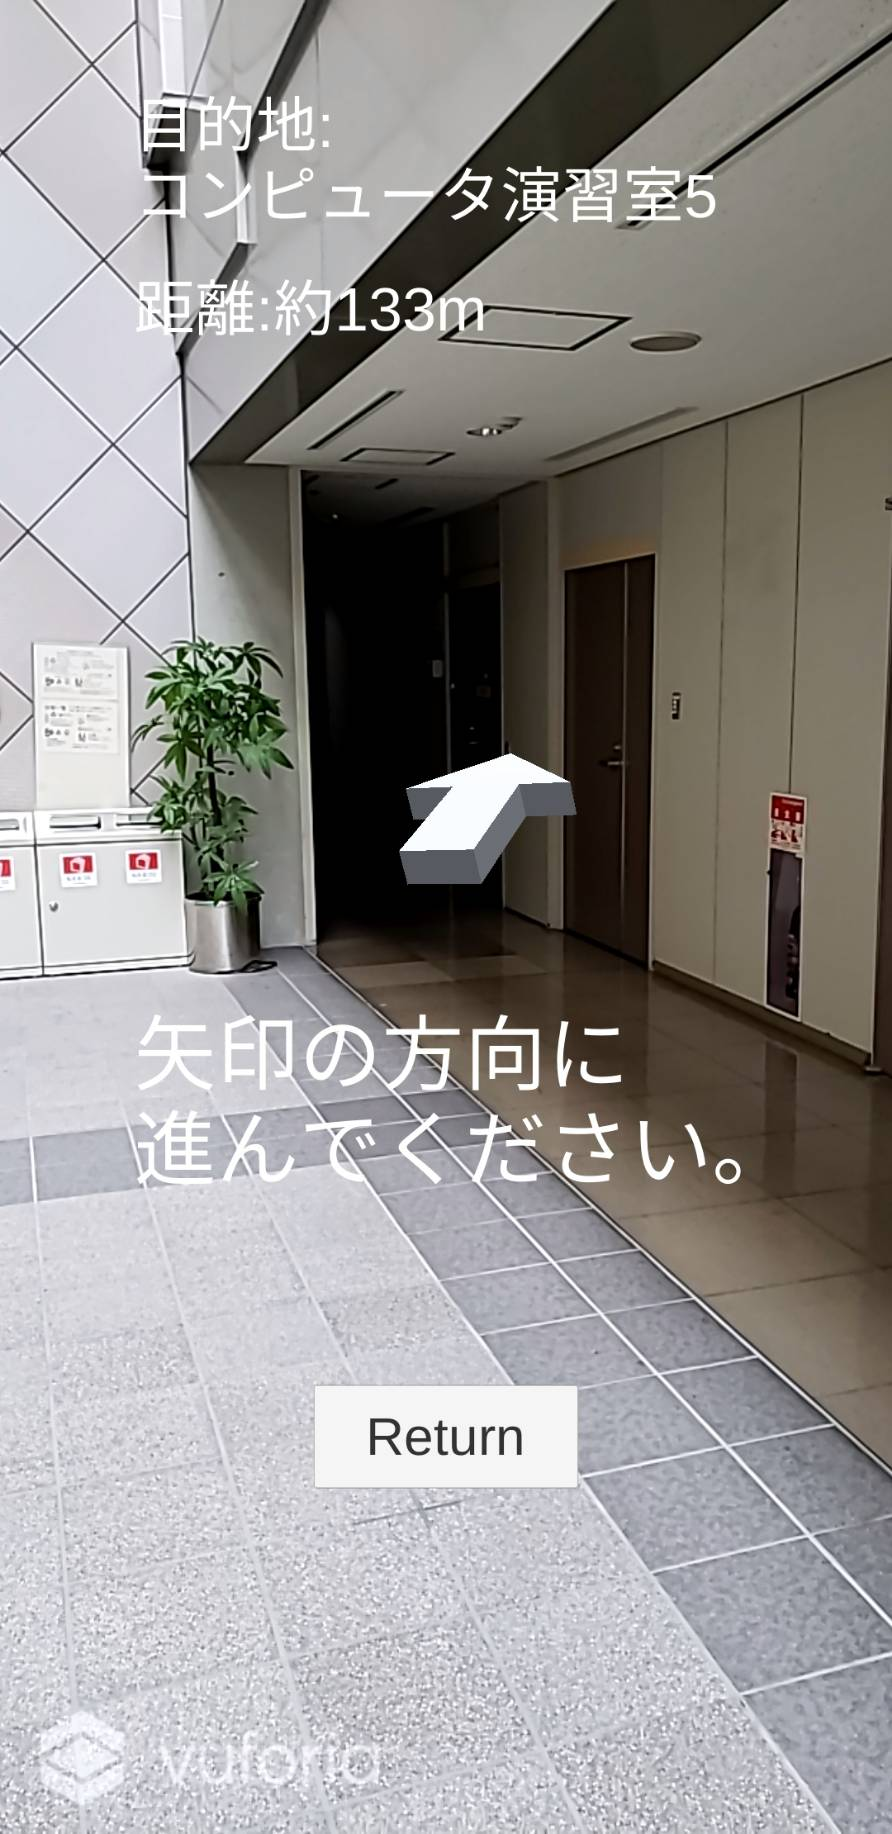 目的地:
コンピュータ演習室5
距離:約133m
矢印の方向に
進んでください。
Return
vuforia